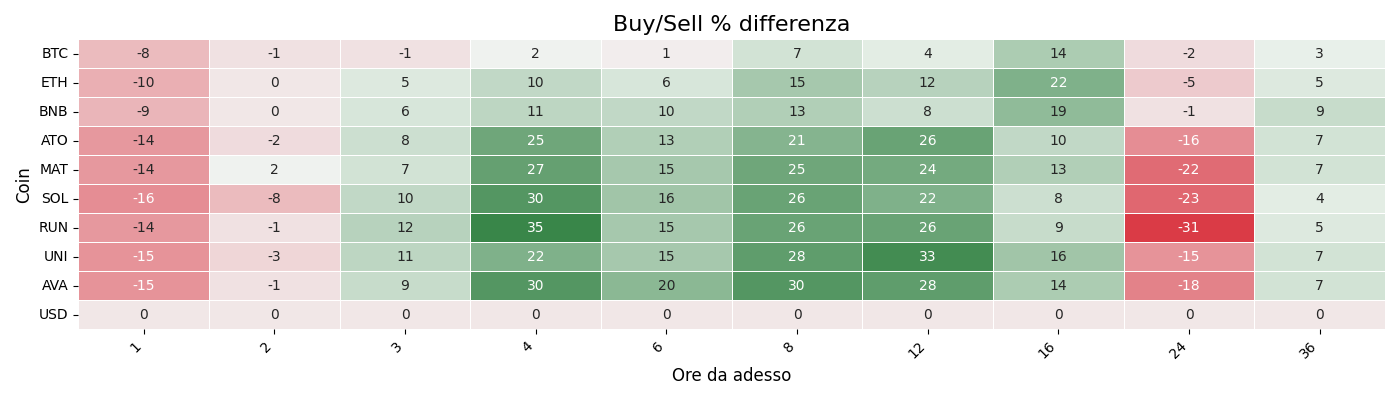 Buy/Sell % differenza
Coin
BTC -8 -1 -1 2 1 7 4 14 -2 3
ETH -10 0 5 10 6 15 12 22 -5 5
BNB -9 0 6 11 10 13 8 19 -1 9
ATO -14 -2 8 25 13 21 26 10 -16 7
MAT -14 2 7 27 15 25 24 13 -22 7
SOL -16 -8 10 30 16 26 22 8 -23 4
RUN -14 -1 12 35 15 26 26 9 -31 5
UNI -15 -3 11 22 15 28 33 16 -15 7
AVA -15 -1 9 30 20 30 28 14 -18 7
USD 0 0 0 0 0 0 0 0 0 0
1 2 3 4 6 8 12 16 24 36
Ore da adesso